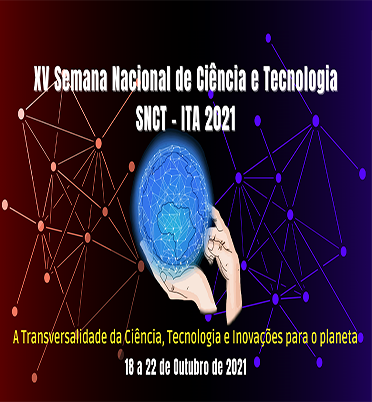 XV Semana Nacional de Ciência e Tecnologia
SNCT - ITA 2021
A Transversalidade da Ciência, Tecnologia e Inovações para o planeta
18 a 22 de Outubro de 2021